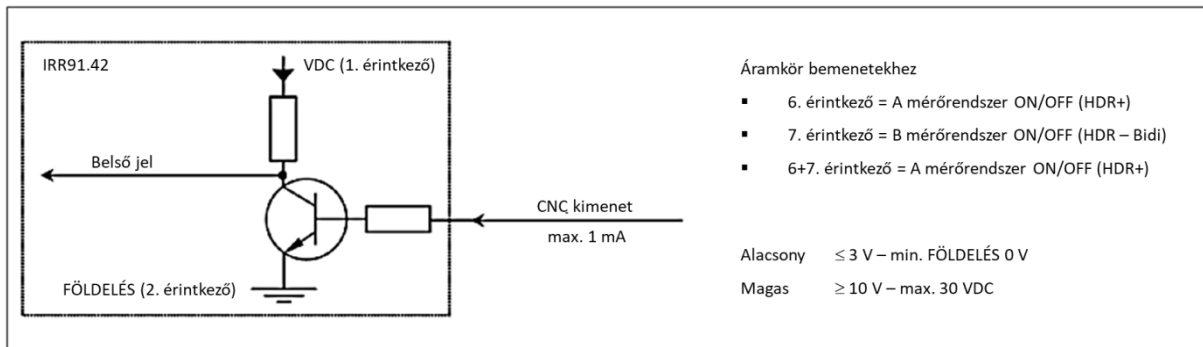 IRR91.42
VDC (1. érintkező)
Belső jel
CNC kimenet
max. 1 mA
FÖLDELÉS (2. érintkező)
Áramkör bemenetekhez
▪ 6. érintkező = A mérőrendszer ON/OFF (HDR+)
▪ 7. érintkező = B mérőrendszer ON/OFF (HDR – Bidi)
▪ 6+7. érintkező = A mérőrendszer ON/OFF (HDR+)
Alacsony ≤ 3 V – min. FÖLDELÉS 0 V
Magas ≥ 10 V – max. 30 VDC